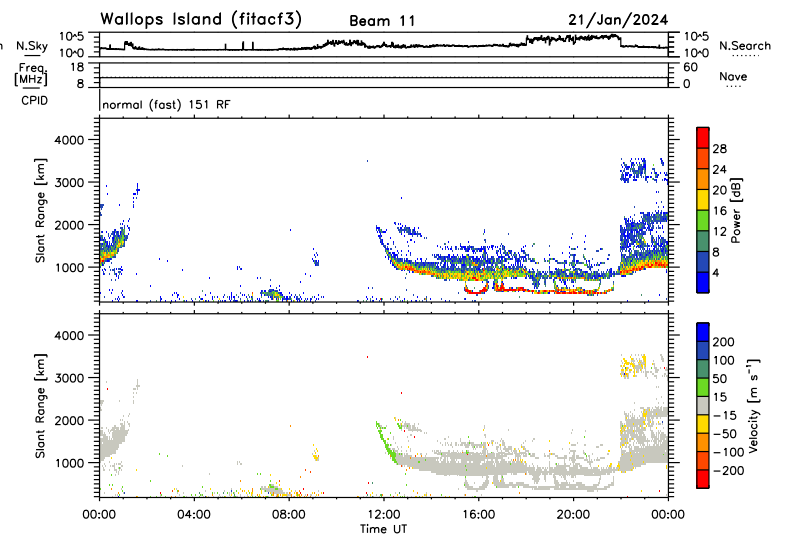 Wallops Island (fitacf3) Beam 11 21/Jan/2024
n N.Sky 10^5 10^0 10^5 10^0 N.Search
Freq. [MHz] 18 8 60 0 Nave
CPID normal (fast) 151 RF
Slant Range [km] 4000 3000 2000 1000
Power [dB] 28 24 20 16 12 8 4
Slant Range [km] 4000 3000 2000 1000
Velocity [m s^-1] 200 100 50 15 -15 -50 -100 -200
00:00 04:00 08:00 12:00 16:00 20:00 00:00
Time UT